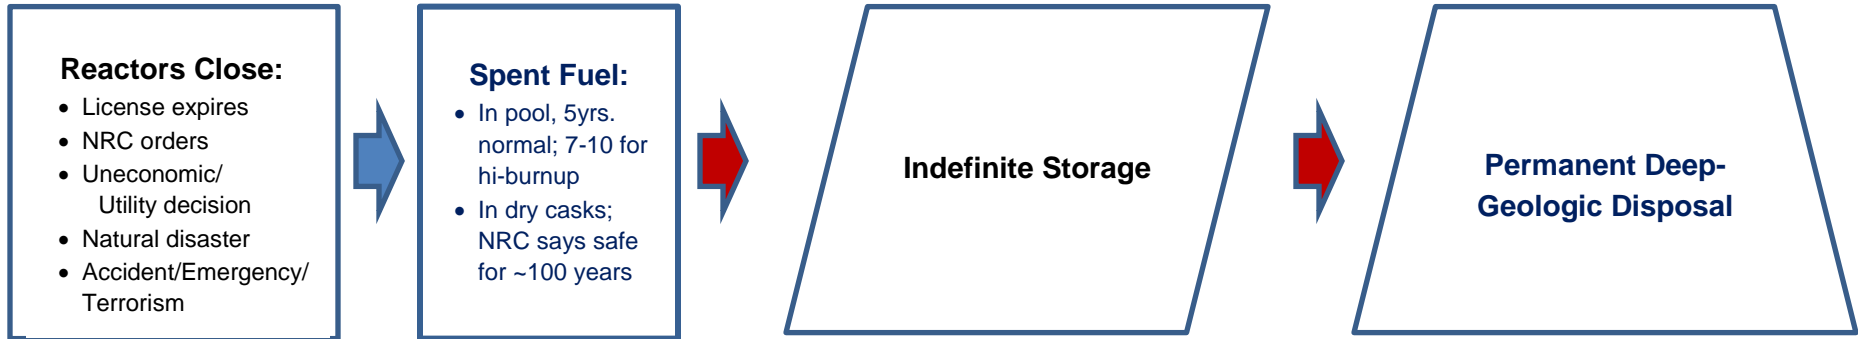 Reactors Close:
• License expires
• NRC orders
• Uneconomic/
Utility decision
• Natural disaster
• Accident/Emergency/
Terrorism
Spent Fuel:
• In pool, 5yrs.
normal; 7-10 for
hi-burnup
• In dry casks;
NRC says safe
for ~100 years
Indefinite Storage
Permanent Deep-
Geologic Disposal